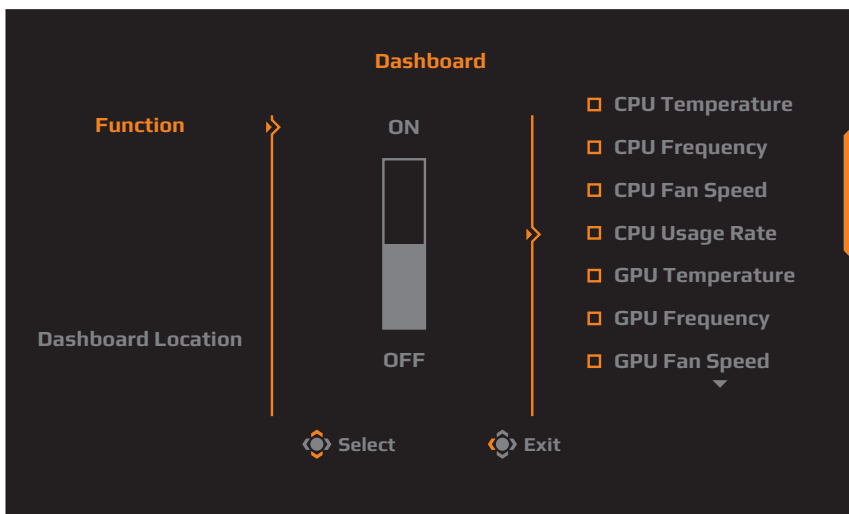 Dashboard
Function
Dashboard Location
ON
OFF
CPU Temperature
CPU Frequency
CPU Fan Speed
CPU Usage Rate
GPU Temperature
GPU Frequency
GPU Fan Speed
Select
Exit